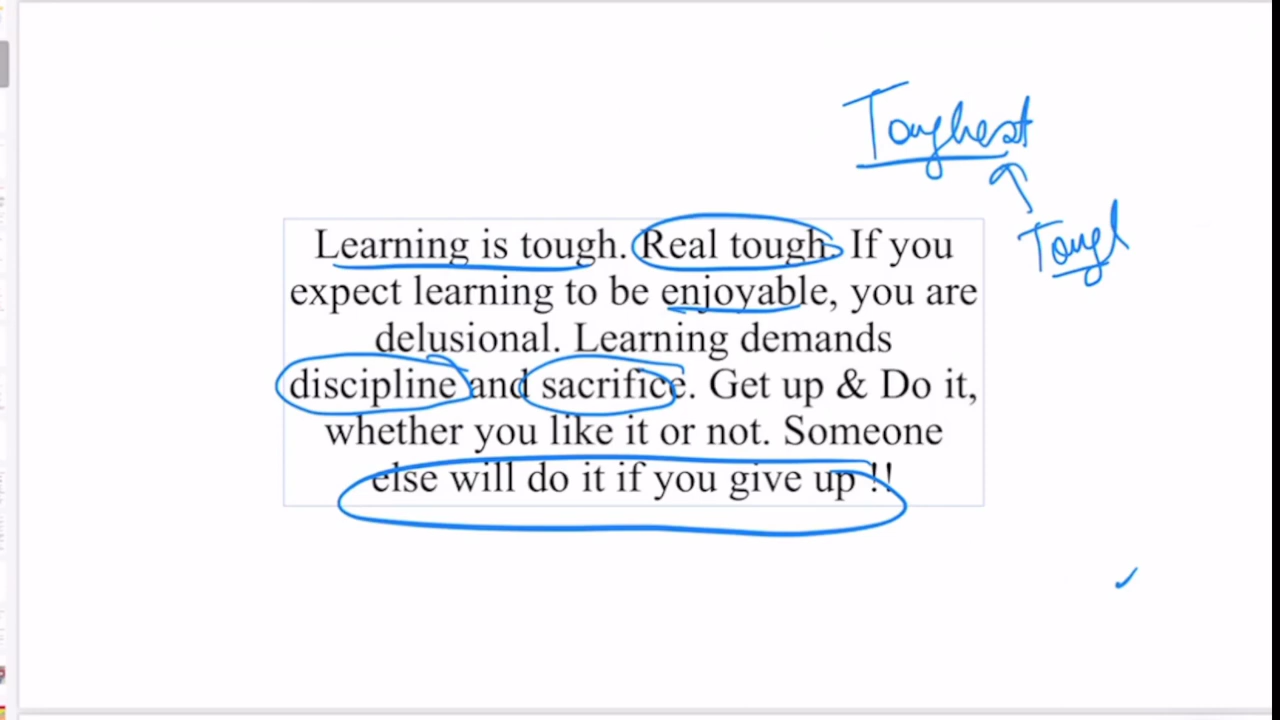 Toughest
Tough
Learning is tough. Real tough. If you
expect learning to be enjoyable, you are
delusional. Learning demands
discipline and sacrifice. Get up & Do it,
whether you like it or not. Someone
else will do it if you give up !!